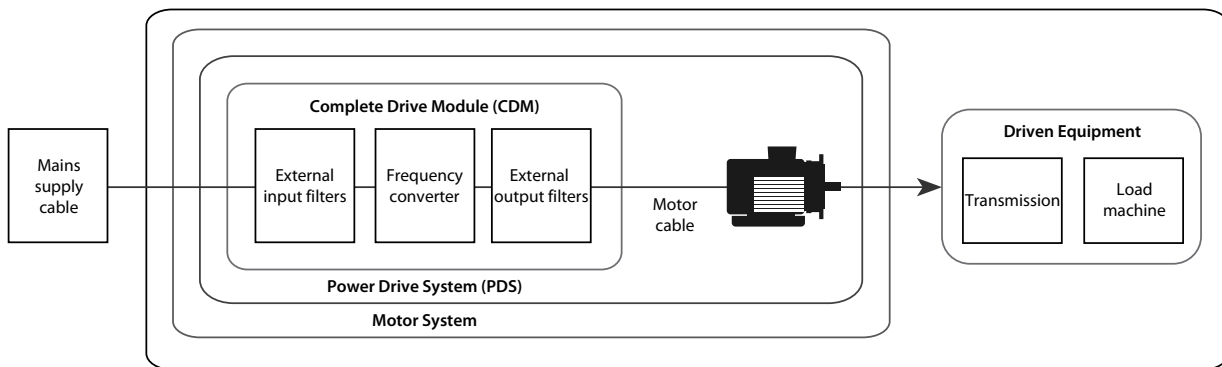 Complete Drive Module (CDM)
Mains
supply
cable
External
input filters
Frequency
converter
External
output filters
Motor
cable
Driven Equipment
Transmission
Load
machine
Power Drive System (PDS)
Motor System